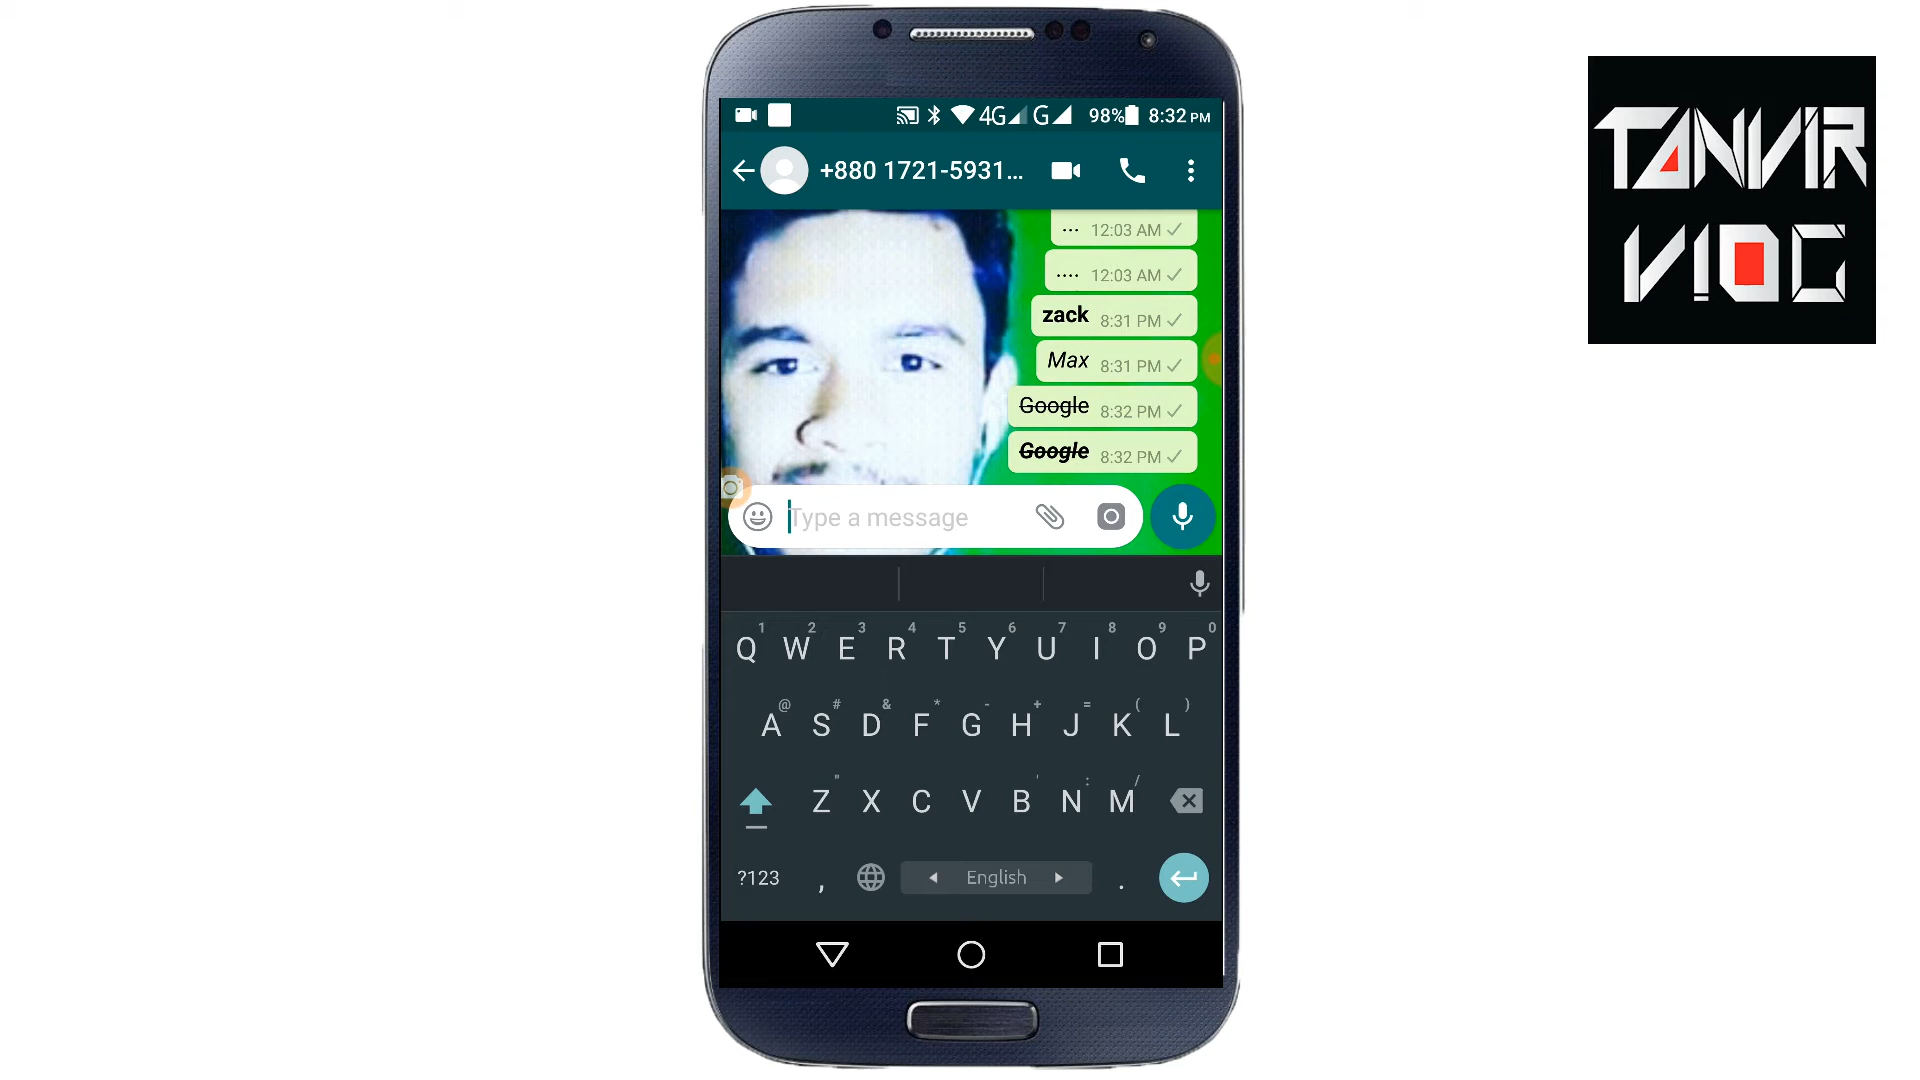 4G G 98% 8:32 PM
+880 1721-5931...
... 12:03 AM
.... 12:03 AM
zack 8:31 PM
Max 8:31 PM
Google 8:32 PM
Google 8:32 PM
Type a message
1 2 3 4 5 6 7 8 9 0
Q W E R T Y U I O P
@ # & * - + = ( )
A S D F G H J K L
" ' : /
Z X C V B N M
?123 , English .
TANVIR
VlOG